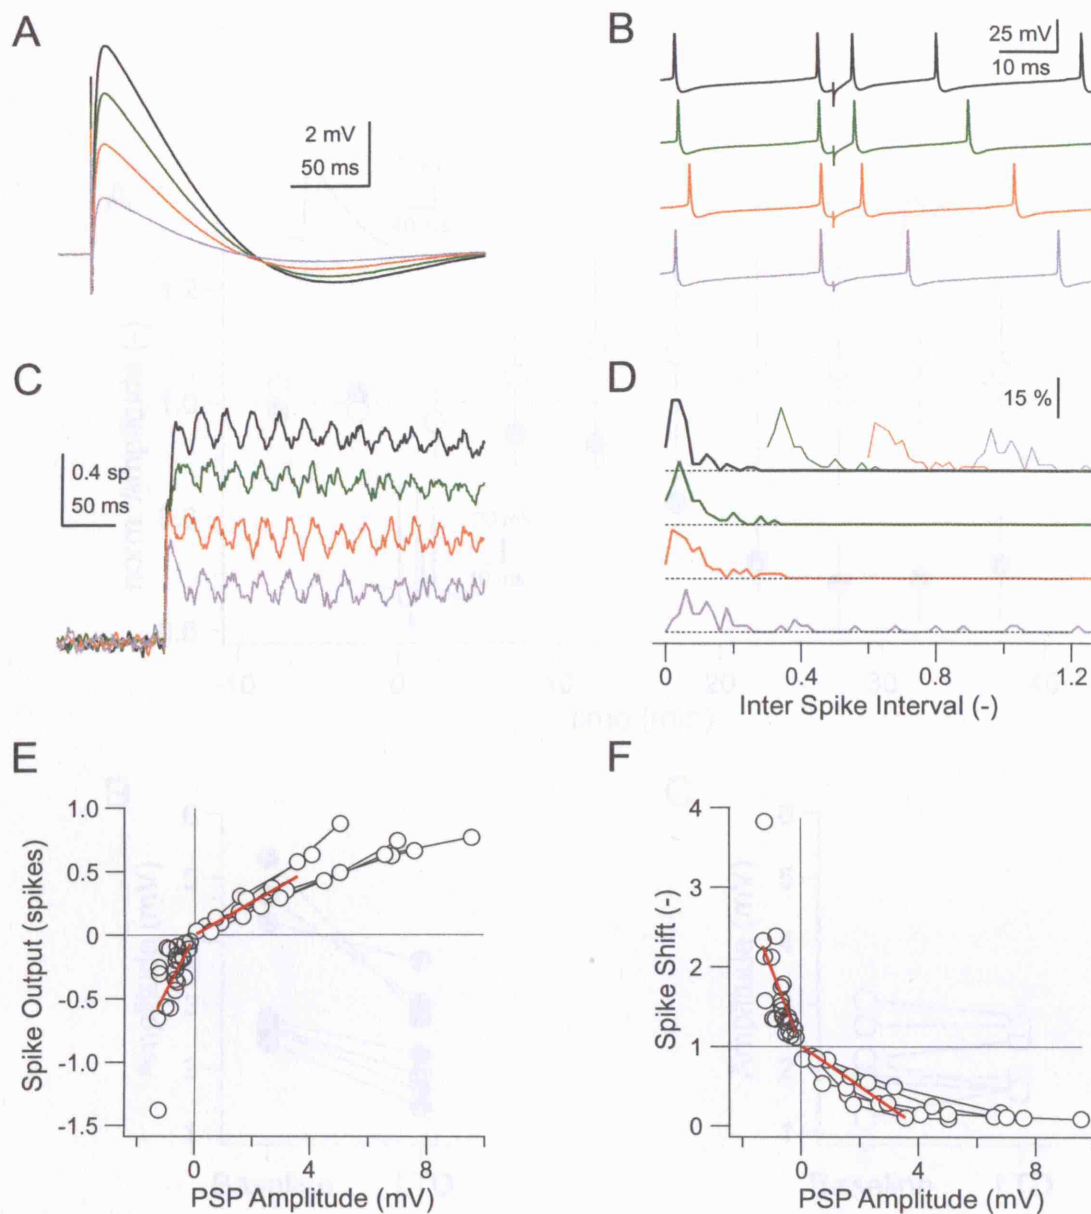 A
2 mV
50 ms
B
25 mV
10 ms
C
0.4 sp
50 ms
D
15 %
0
0.4
0.8
1.2
Inter Spike Interval (-)
E
Spike Output (spikes)
1.0
0.5
0
-0.5
-1.0
-1.5
0
4
8
PSP Amplitude (mV)
F
Spike Shift (-)
4
3
2
1
0
0
4
8
PSP Amplitude (mV)